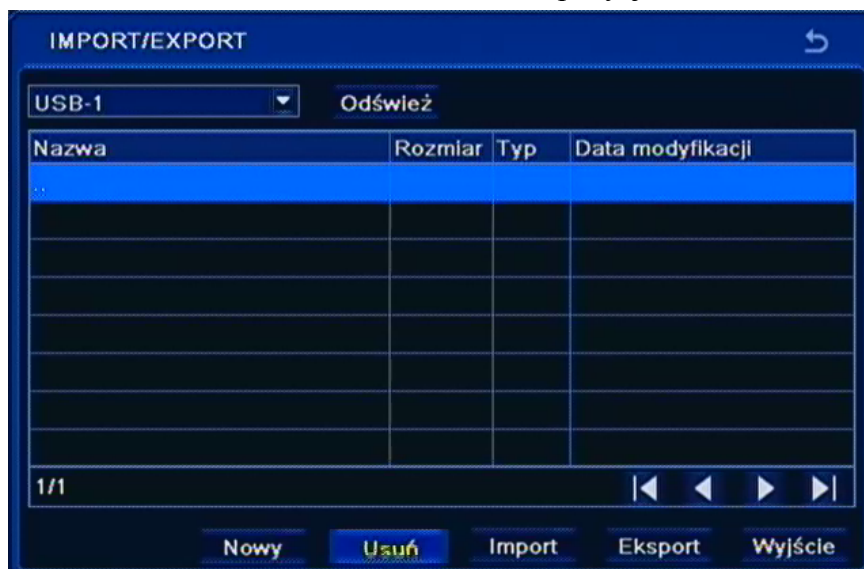 IMPORT/EXPORT
USB-1 Odśwież
Nazwa Rozmiar Typ Data modyfikacji
..
1/1
Nowy Usuń Import Eksport Wyjście